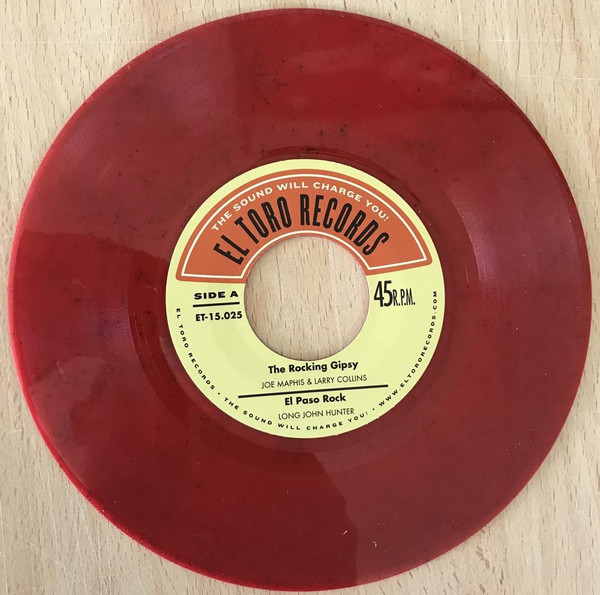 THE SOUND WILL CHARGE YOU!
EL TORO RECORDS
SIDE A
45R.P.M.
ET-15.025
The Rocking Gipsy
JOE MAPHIS & LARRY COLLINS
El Paso Rock
LONG JOHN HUNTER
EL TORO RECORDS • THE SOUND WILL CHARGE YOU! • WWW.ELTORORECORDS.COM